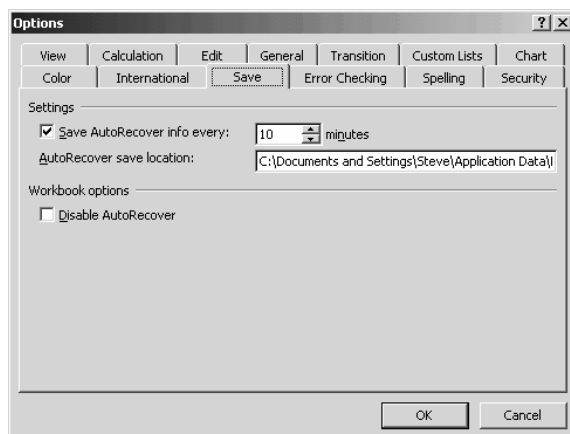 Options ? x
View Calculation Edit General Transition Custom Lists Chart
Color International Save Error Checking Spelling Security
Settings
Save AutoRecover info every: 10 minutes
AutoRecover save location: C:\Documents and Settings\Steve\Application Data\
Workbook options
Disable AutoRecover
OK Cancel